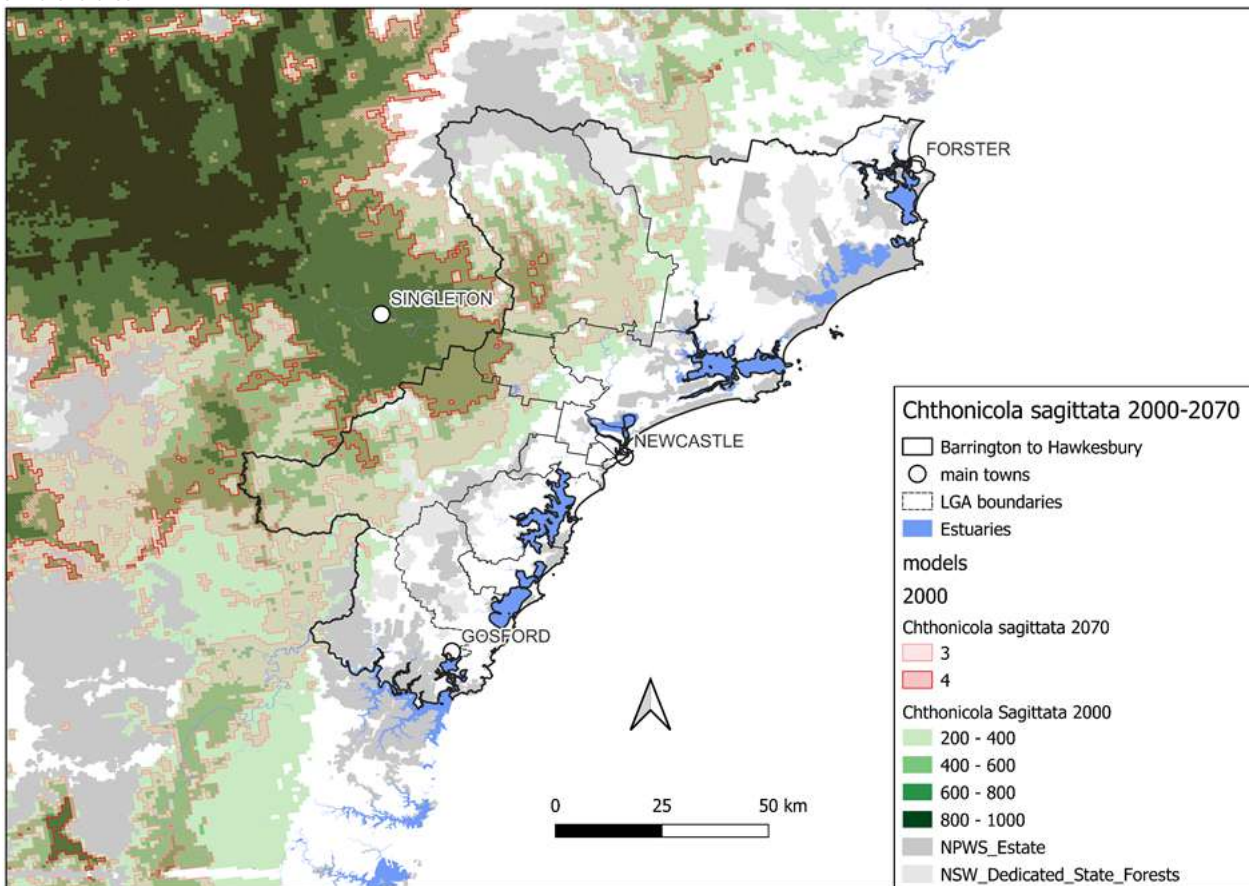 FORSTER
SINGLETON
NEWCASTLE
GOSFORD
0 25 50 km
Chthonicola sagittata 2000-2070
Barrington to Hawkesbury
main towns
LGA boundaries
Estuaries
models
2000
Chthonicola sagittata 2070
3
4
Chthonicola Sagittata 2000
200 - 400
400 - 600
600 - 800
800 - 1000
NPWS_Estate
NSW_Dedicated_State_Forests